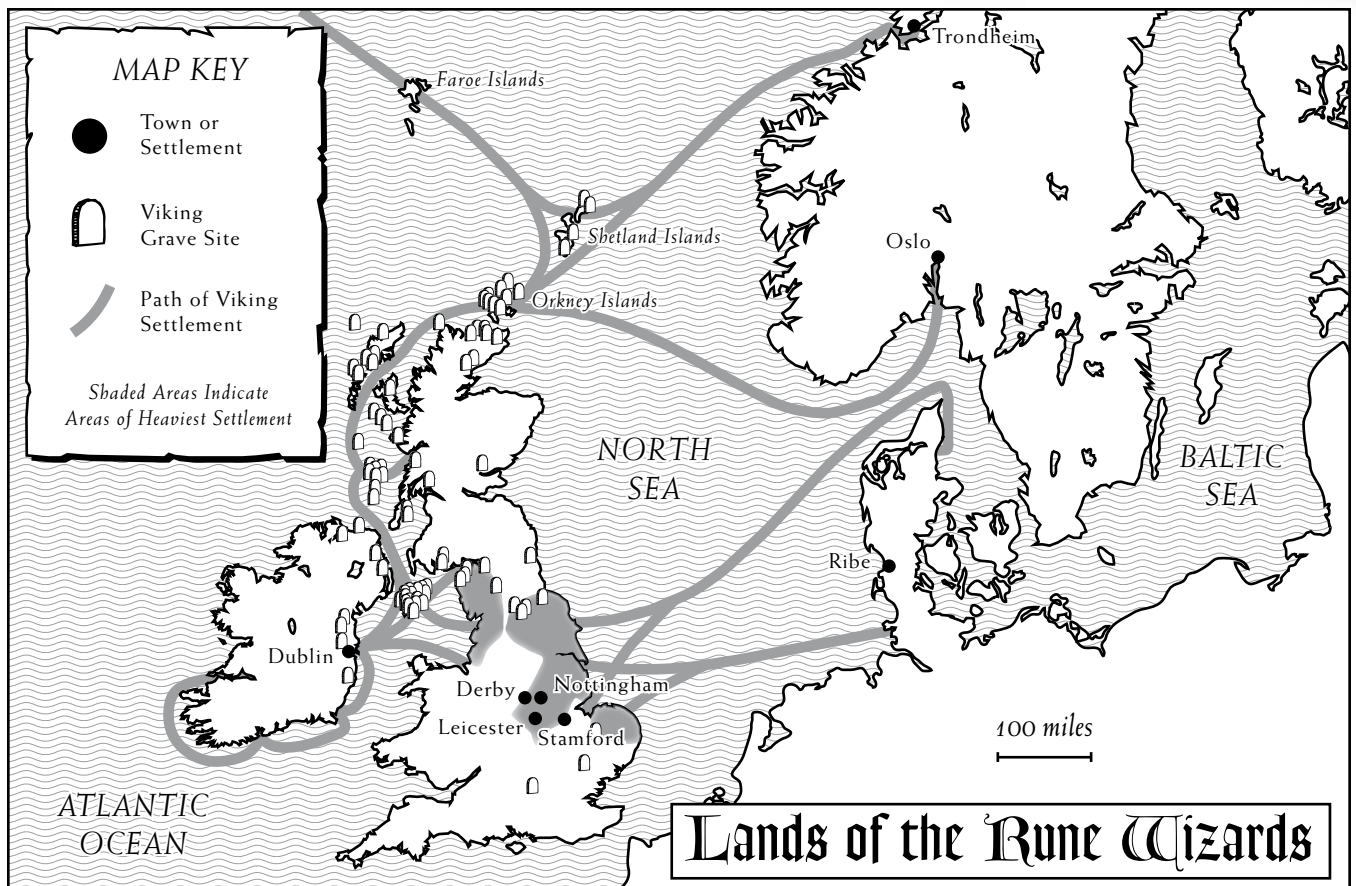 MAP KEY
Town or
Settlement
Viking
Grave Site
Path of Viking
Settlement
Shaded Areas Indicate
Areas of Heaviest Settlement
Trondheim
Faroe Islands
Shetland Islands
Oslo
Orkney Islands
NORTH
SEA
BALTIC
SEA
Ribe
Dublin
Derby
Nottingham
Leicester
Stamford
100 miles
ATLANTIC
OCEAN
Lands of the Rune Wizards